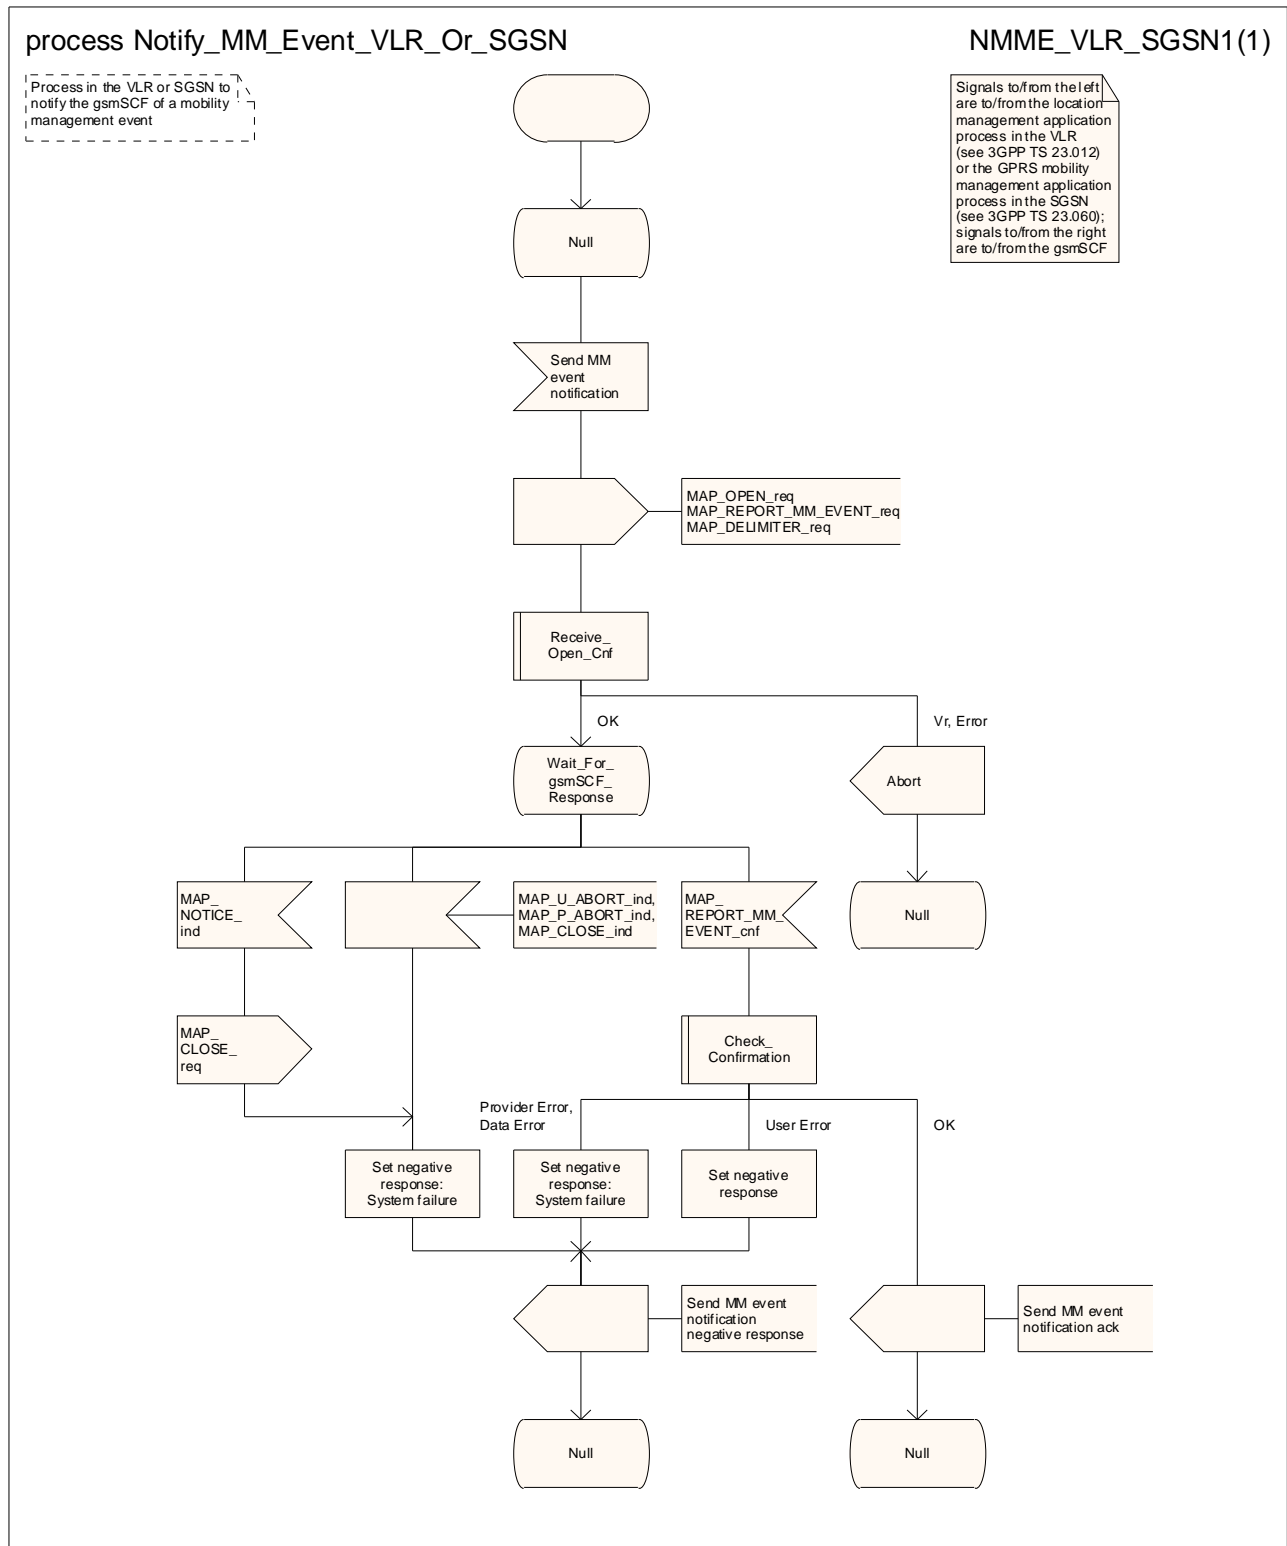 process Notify_MM_Event_VLR_Or_SGSN
NMME_VLR_SGSN1(1)
Process in the VLR or SGSN to
notify the gsmSCF of a mobility
management event
Signals to/from the left
are to/from the location
management application
process in the VLR
(see 3GPP TS 23.012)
or the GPRS mobility
management application
process in the SGSN
(see 3GPP TS 23.060);
signals to/from the right
are to/from the gsmSCF
Null
Send MM
event
notification
MAP_OPEN_req
MAP_REPORT_MM_EVENT_req
MAP_DELIMITER_req
Receive_
Open_Cnf
OK
Vr, Error
Wait_For_
gsmSCF_
Response
Abort
MAP_
NOTICE_
ind
MAP_U_ABORT_ind,
MAP_P_ABORT_ind,
MAP_CLOSE_ind
MAP_
REPORT_MM_
EVENT_cnf
Null
MAP_
CLOSE_
req
Check_
Confirmation
Provider Error,
Data Error
User Error
OK
Set negative
response:
System failure
Set negative
response:
System failure
Set negative
response
Send MM event
notification
negative response
Send MM event
notification ack
Null
Null